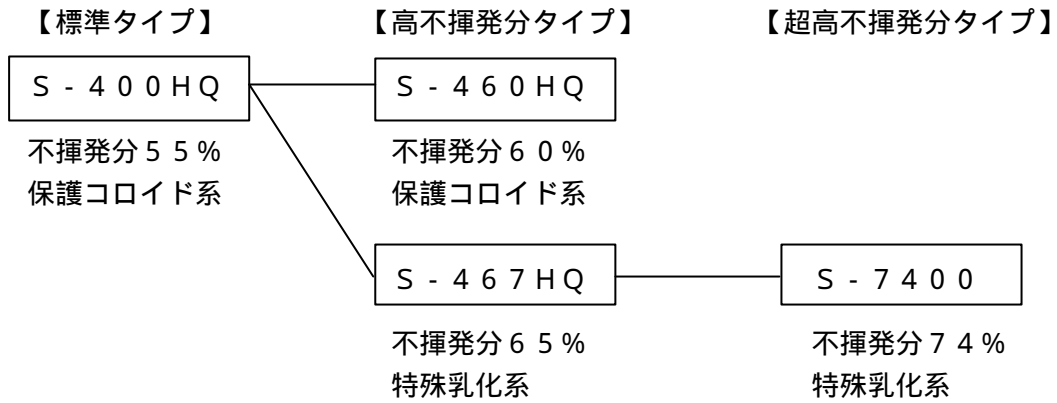 【標準タイプ】
【高不揮発分タイプ】
【超高不揮発分タイプ】
Ｓ‐４００ＨＱ
Ｓ‐４６０ＨＱ
不揮発分５５％
保護コロイド系
不揮発分６０％
保護コロイド系
Ｓ‐４６７ＨＱ
Ｓ‐７４００
不揮発分６５％
特殊乳化系
不揮発分７４％
特殊乳化系